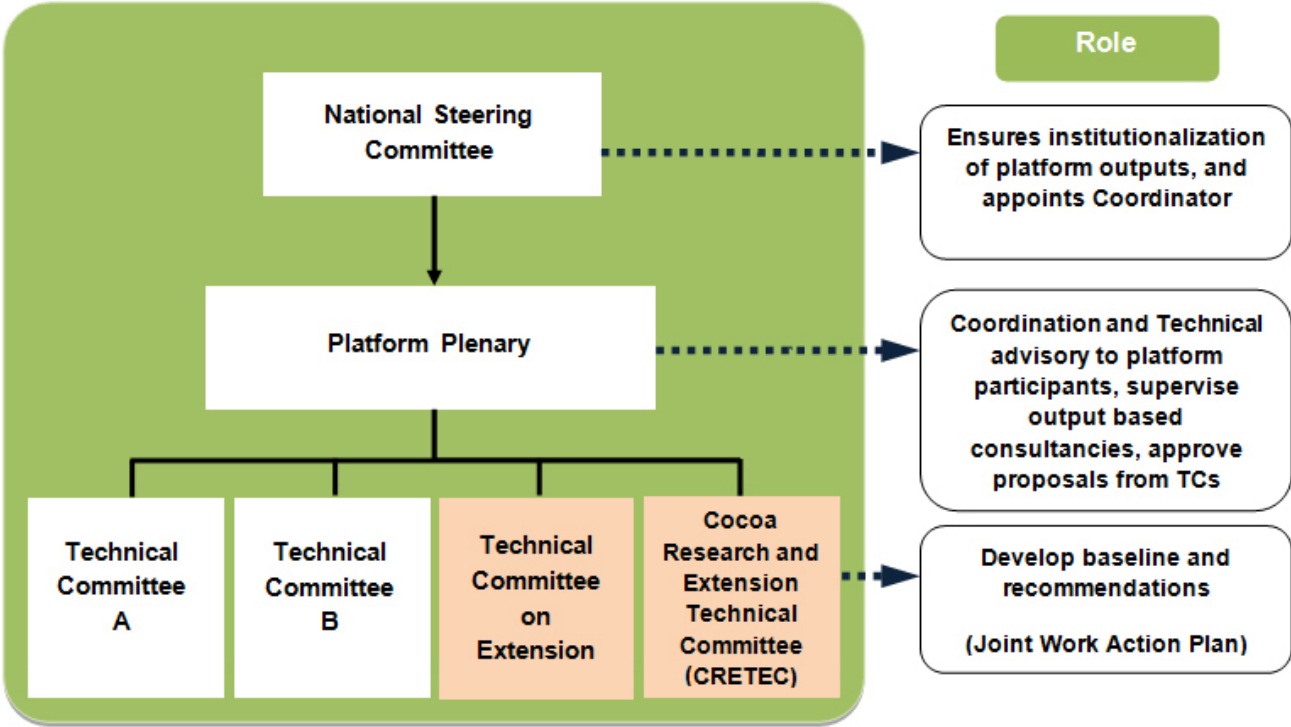 Role
National Steering
Committee
Ensures institutionalization
of platform outputs, and
appoints Coordinator
Platform Plenary
Coordination and Technical
advisory to platform
participants, supervise
output based
consultancies, approve
proposals from TCs
Technical
Committee
A
Technical
Committee
B
Technical
Committee
on
Extension
Cocoa
Research and
Extension
Technical
Committee
(CRETEC)
Develop baseline and
recommendations
(Joint Work Action Plan)